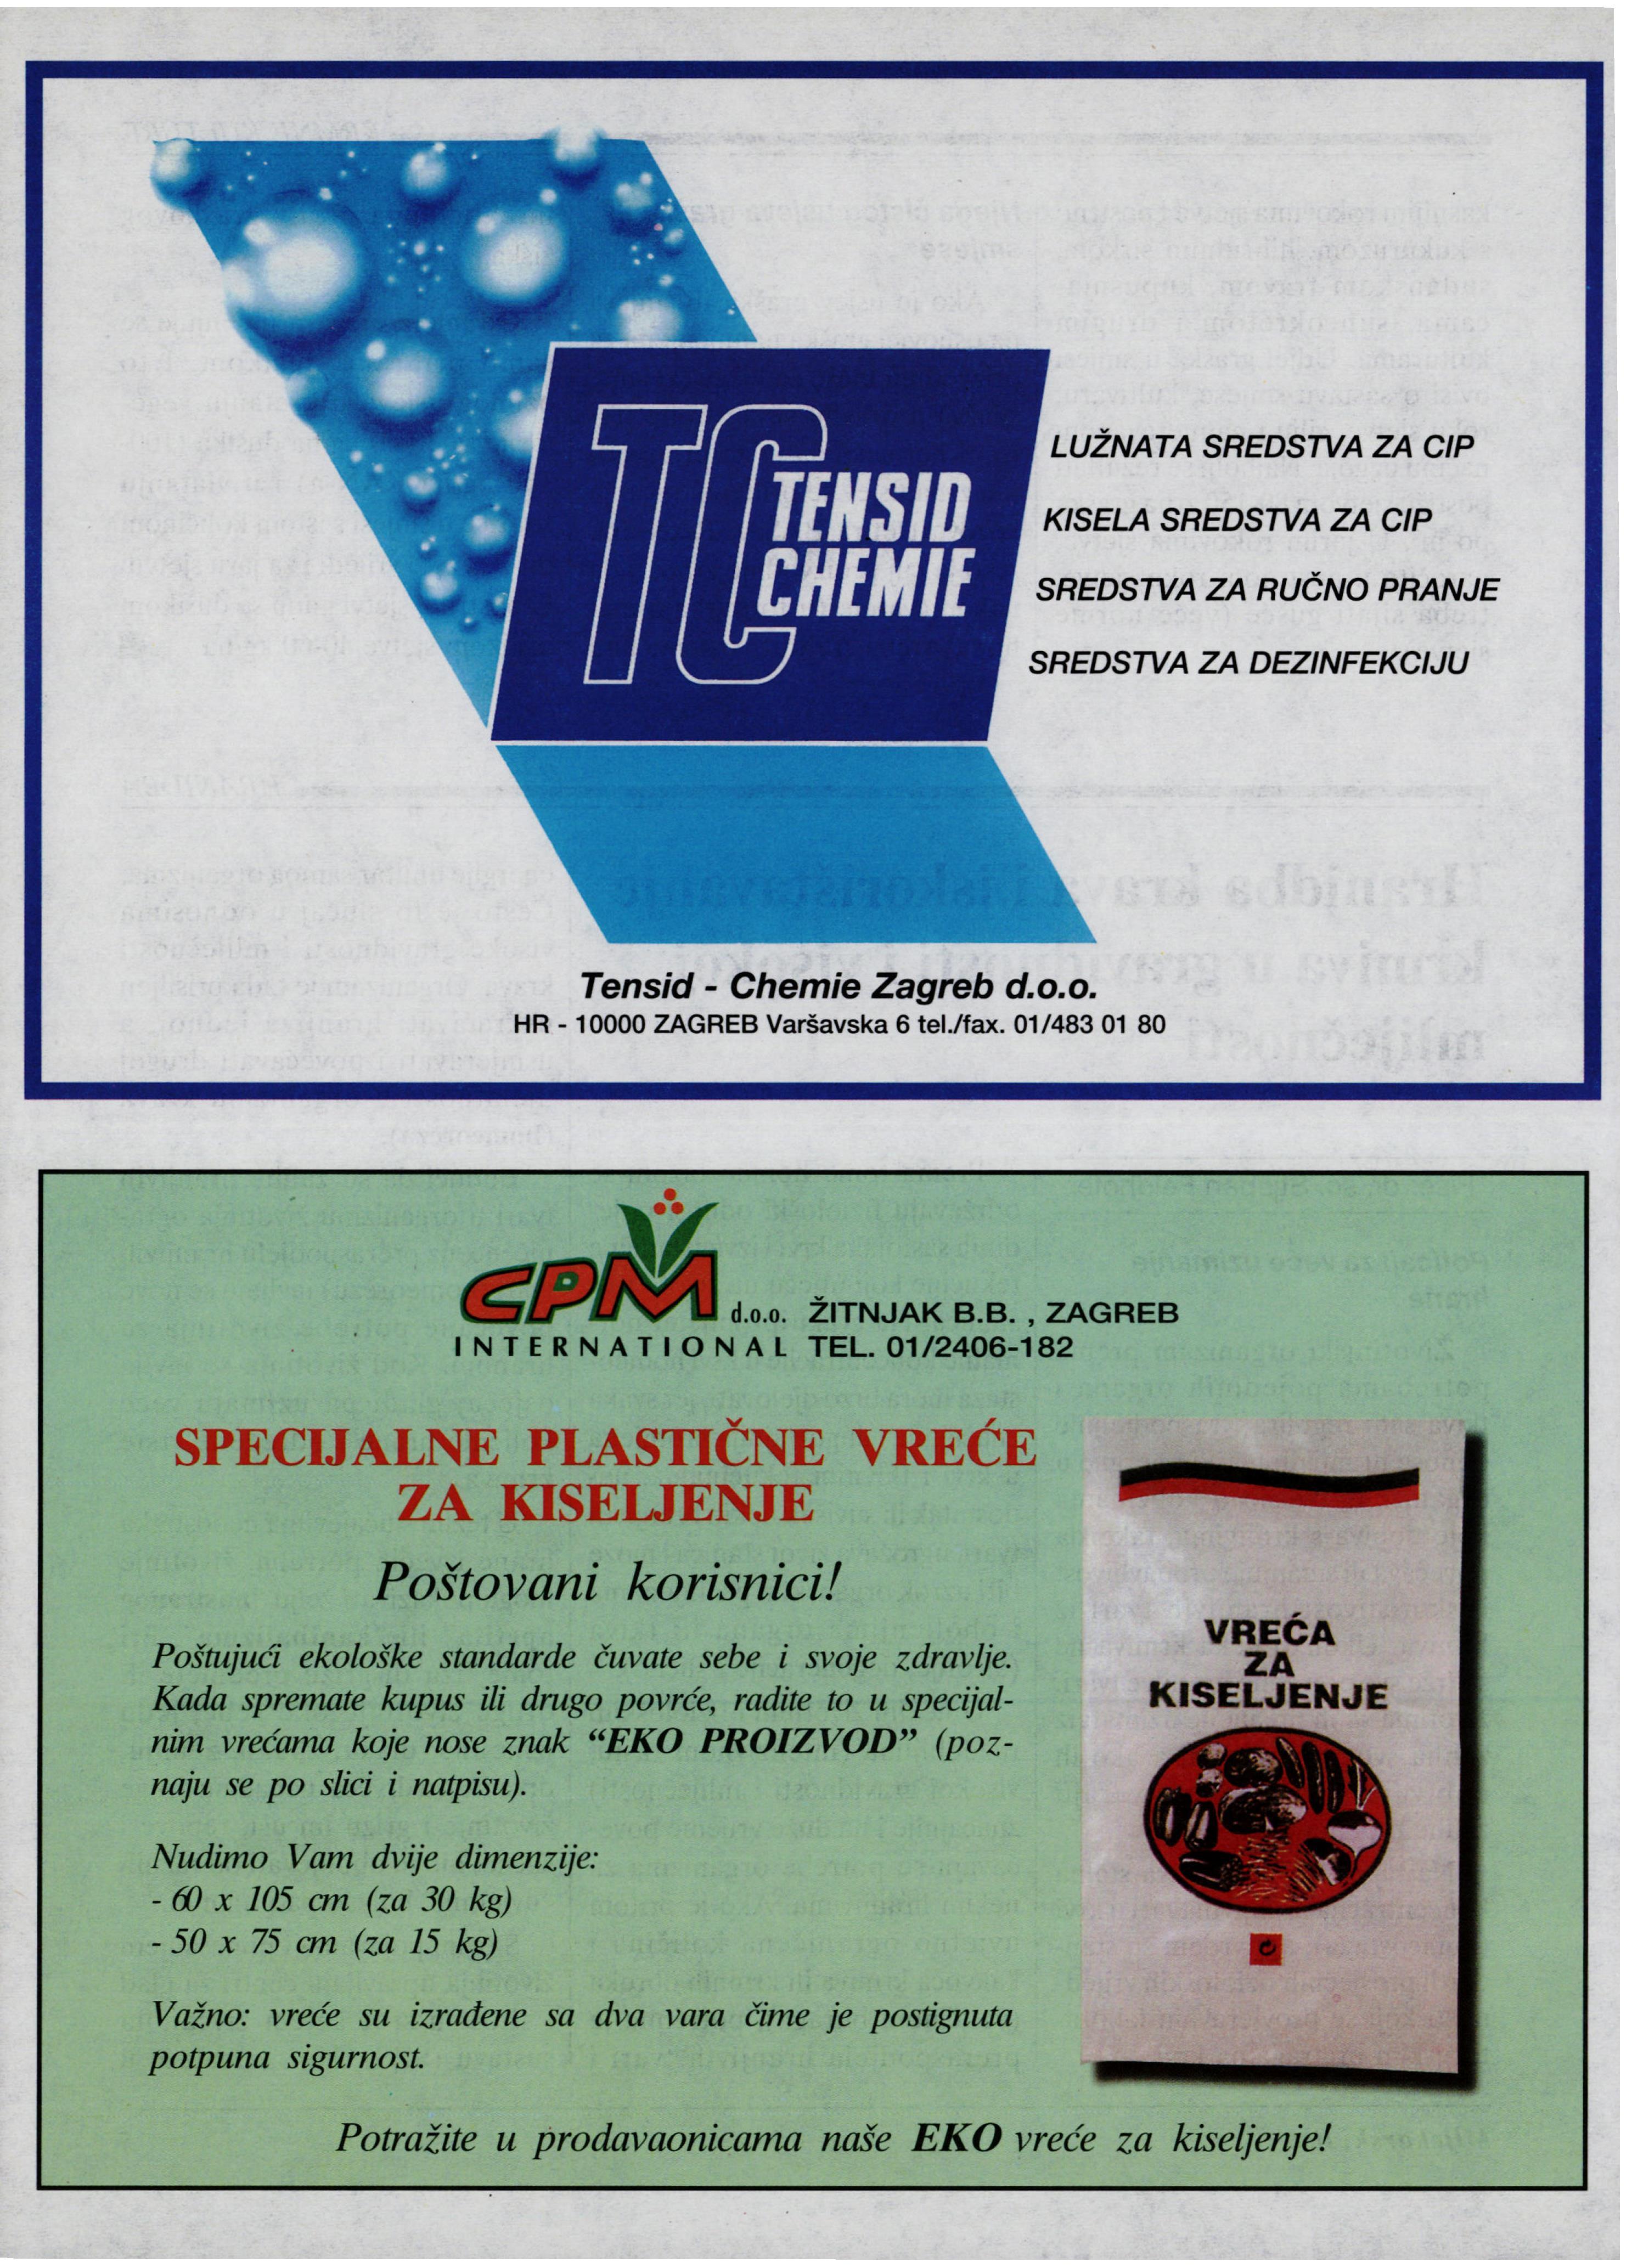 TC
TENSID
CHEMIE
LUŽNATA SREDSTVA ZA CIP
KISELA SREDSTVA ZA CIP
SREDSTVA ZA RUČNO PRANJE
SREDSTVA ZA DEZINFEKCIJU
Tensid - Chemie Zagreb d.o.o.
HR - 10000 ZAGREB Varšavska 6 tel./fax. 01/483 01 80
CPM d.o.o. ŽITNJAK B.B. , ZAGREB
INTERNATIONAL TEL. 01/2406-182
SPECIJALNE PLASTIČNE VREĆE
ZA KISELJENJE
Poštovani korisnici!
Poštujući ekološke standarde čuvate sebe i svoje zdravlje.
Kada spremate kupus ili drugo povrće, radite to u specijal-
nim vrećama koje nose znak “EKO PROIZVOD” (poz-
naju se po slici i natpisu).
Nudimo Vam dvije dimenzije:
- 60 x 105 cm (za 30 kg)
- 50 x 75 cm (za 15 kg)
Važno: vreće su izrađene sa dva vara čime je postignuta
potpuna sigurnost.
VREĆA
ZA
KISELJENJE
Potražite u prodavaonicama naše EKO vreće za kiseljenje!